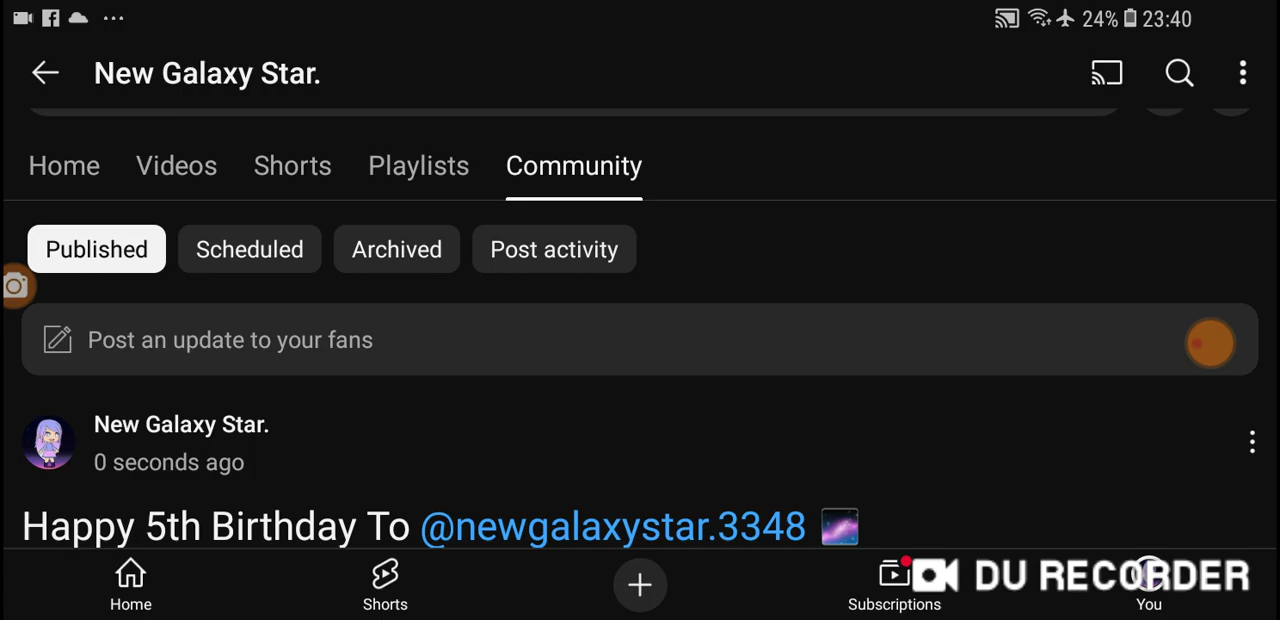 24% 23:40
New Galaxy Star.
Home Videos Shorts Playlists Community
Published Scheduled Archived Post activity
Post an update to your fans
New Galaxy Star.
0 seconds ago
Happy 5th Birthday To @newgalaxystar.3348
DU RECORDER
Home Shorts Subscriptions You